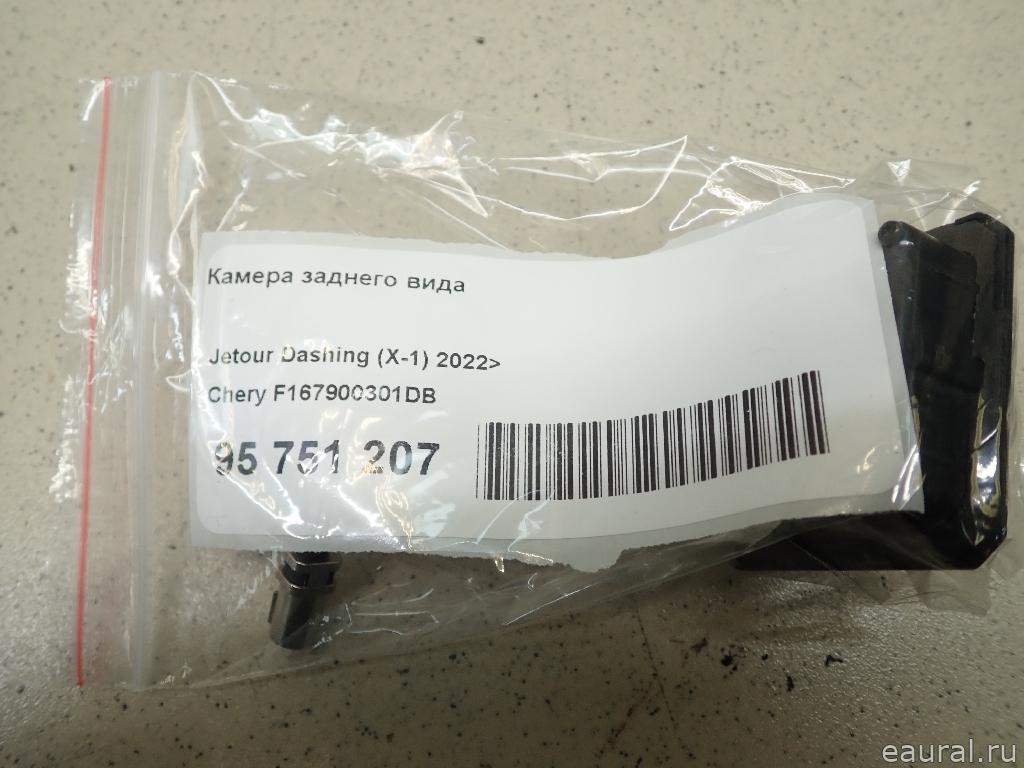 Камера заднего вида
Jetour Dashing (X-1) 2022>
Chery F167900301DB
95 751 207
eaural.ru